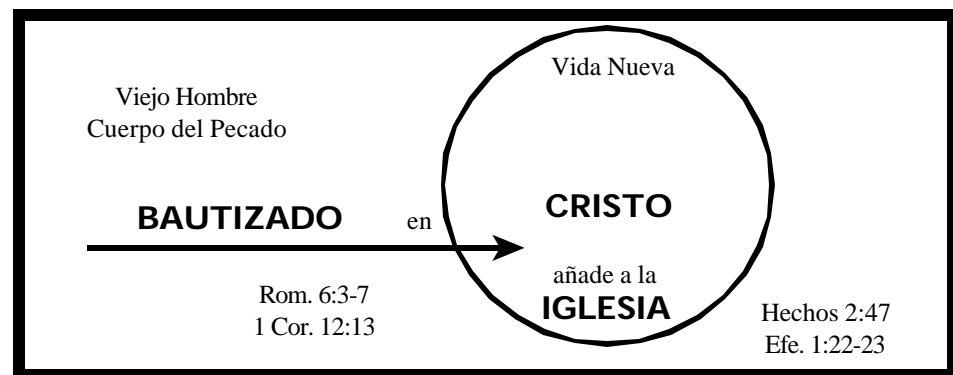 Vida Nueva
Viejo Hombre
Cuerpo del Pecado
BAUTIZADO en CRISTO
añade a la
IGLESIA
Rom. 6:3-7
1 Cor. 12:13
Hechos 2:47
Efe. 1:22-23